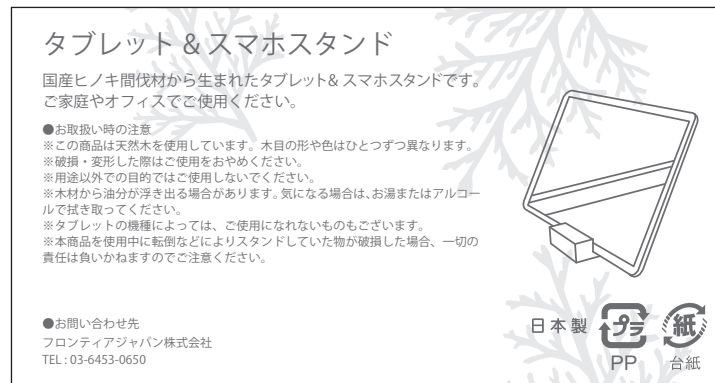 タブレット & スマホスタンド
国産ヒノキ間伐材から生まれたタブレット& スマホスタンドです。
ご家庭やオフィスでご使用ください。
●お取扱い時の注意
※この商品は天然木を使用しています。木目の形や色はひとつずつ異なります。
※破損・変形した際はご使用をおやめください。
※用途以外での目的ではご使用しないでください。
※木材から油分が浮き出る場合があります。気になる場合は、お湯またはアルコー
ルで拭き取ってください。
※タブレットの機種によっては、ご使用になれないものもございます。
※本商品を使用中に転倒などによりスタンドしていた物が破損した場合、一切の
責任は負いかねますのでご注意ください。
●お問い合わせ先
フロンティアジャパン株式会社
TEL : 03-6453-0650
日本製 プラ 紙
PP 台紙